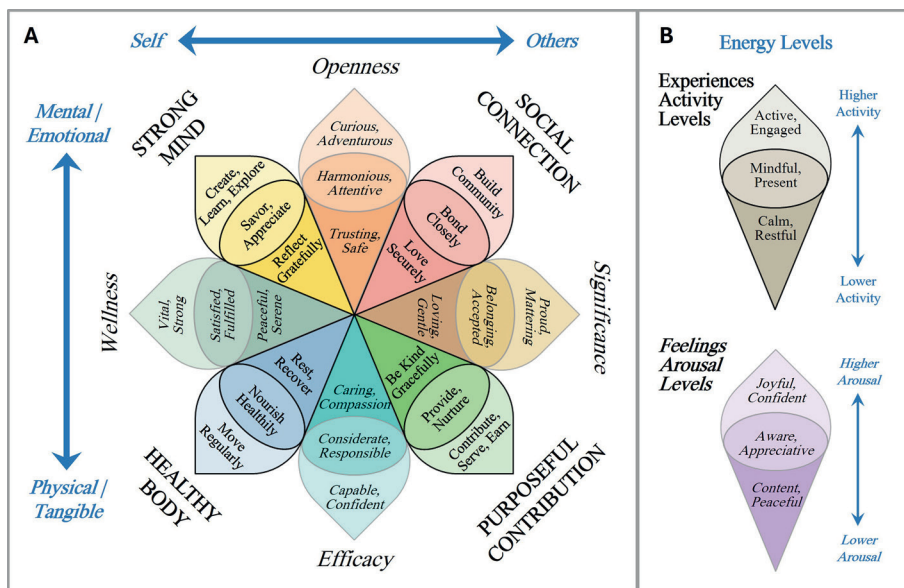 A
Self
Others
Openness
Mental /
Emotional
Physical /
Tangible
STRONG
MIND
SOCIAL
CONNECTION
Wellness
Significance
HEALTHY
BODY
PURPOSEFUL
CONTRIBUTION
Efficacy
Curious,
Adventurous
Harmonious,
Attentive
Trusting,
Safe
Build
Community
Bond
Closely
Love
Securely
Proud,
Mattering
Belonging,
Accepted
Loving,
Gentle
Contribute,
Serve, Earn
Provide,
Nurture
Be Kind
Gracefully
Caring,
Compassion
Considerate,
Responsible
Capable,
Confident
Rest,
Recover
Nourish
Healthily
Move
Regularly
Vital,
Strong
Satisfied,
Fulfilled
Peaceful,
Serene
Create,
Learn, Explore
Savor,
Appreciate
Reflect
Gratefully
B
Energy Levels
Experiences
Activity
Levels
Active,
Engaged
Mindful,
Present
Calm,
Restful
Higher
Activity
Lower
Activity
Feelings
Arousal
Levels
Joyful,
Confident
Aware,
Appreciative
Content,
Peaceful
Higher
Arousal
Lower
Arousal